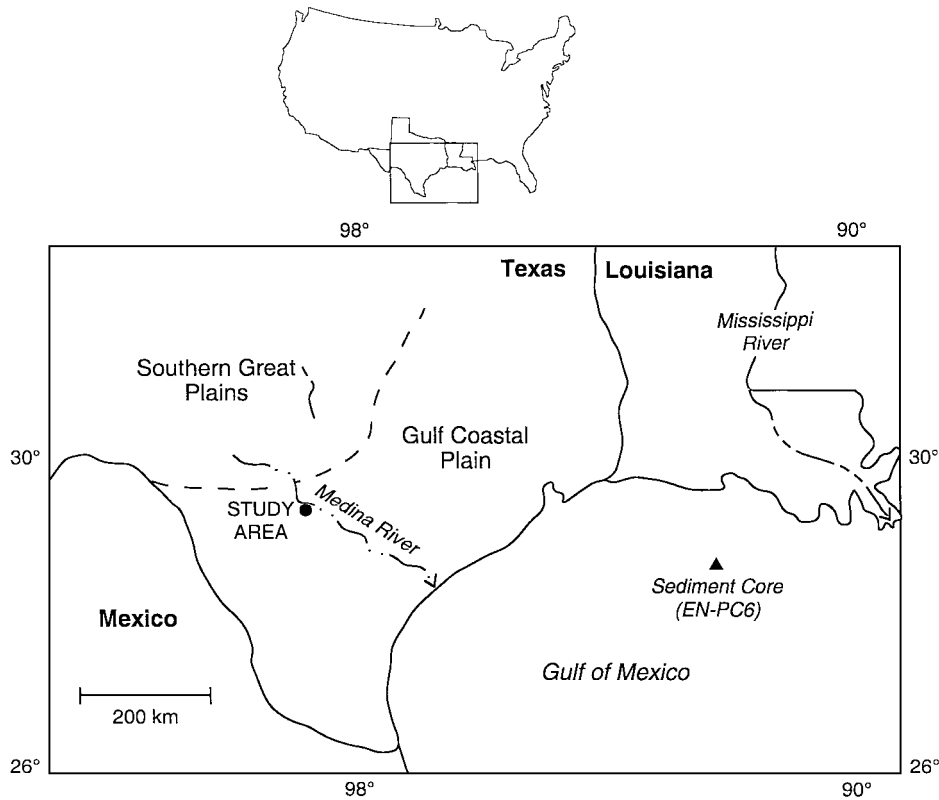 98°
90°
Texas
Louisiana
Mississippi
River
Southern Great
Plains
Gulf Coastal
Plain
30°
30°
STUDY
AREA
Medina River
Sediment Core
(EN-PC6)
Mexico
Gulf of Mexico
200 km
26°
26°
98°
90°